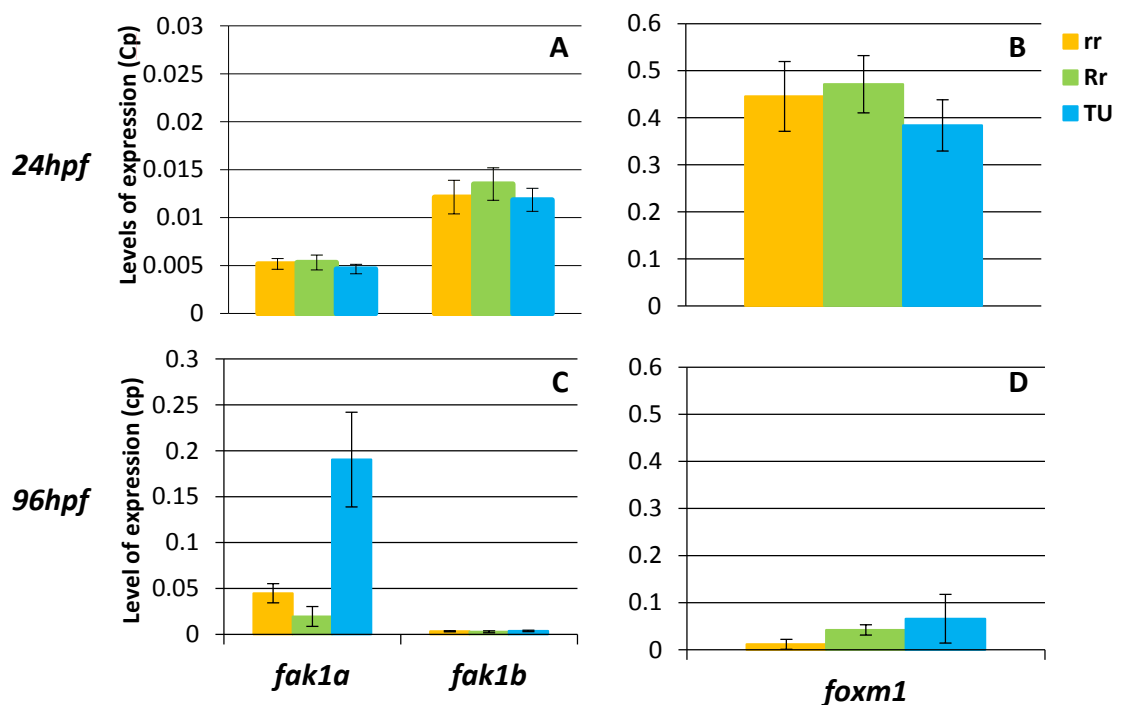 A
B
Levels of expression (Cp)
0.03
0.025
0.02
0.015
0.01
0.005
0
0.6
0.5
0.4
0.3
0.2
0.1
0
rr
Rr
TU
24hpf
C
D
Level of expression (cp)
0.3
0.25
0.2
0.15
0.1
0.05
0
0.6
0.5
0.4
0.3
0.2
0.1
0
96hpf
fak1a
fak1b
foxm1